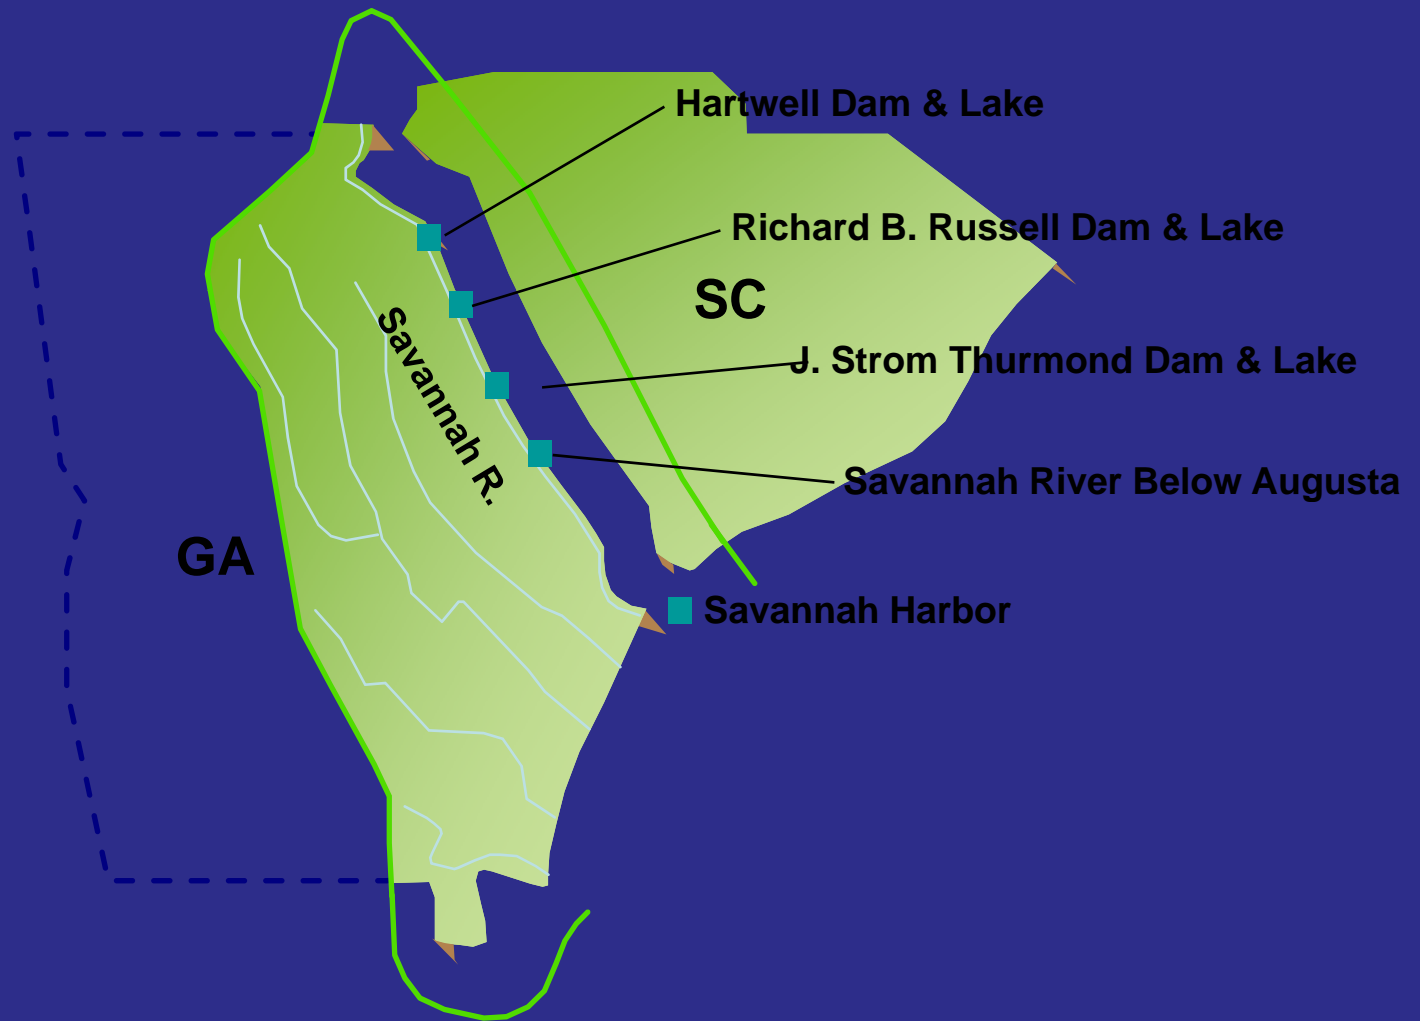 Hartwell Dam & Lake
Richard B. Russell Dam & Lake
SC
Savannah R.
J. Strom Thurmond Dam & Lake
Savannah River Below Augusta
GA
Savannah Harbor